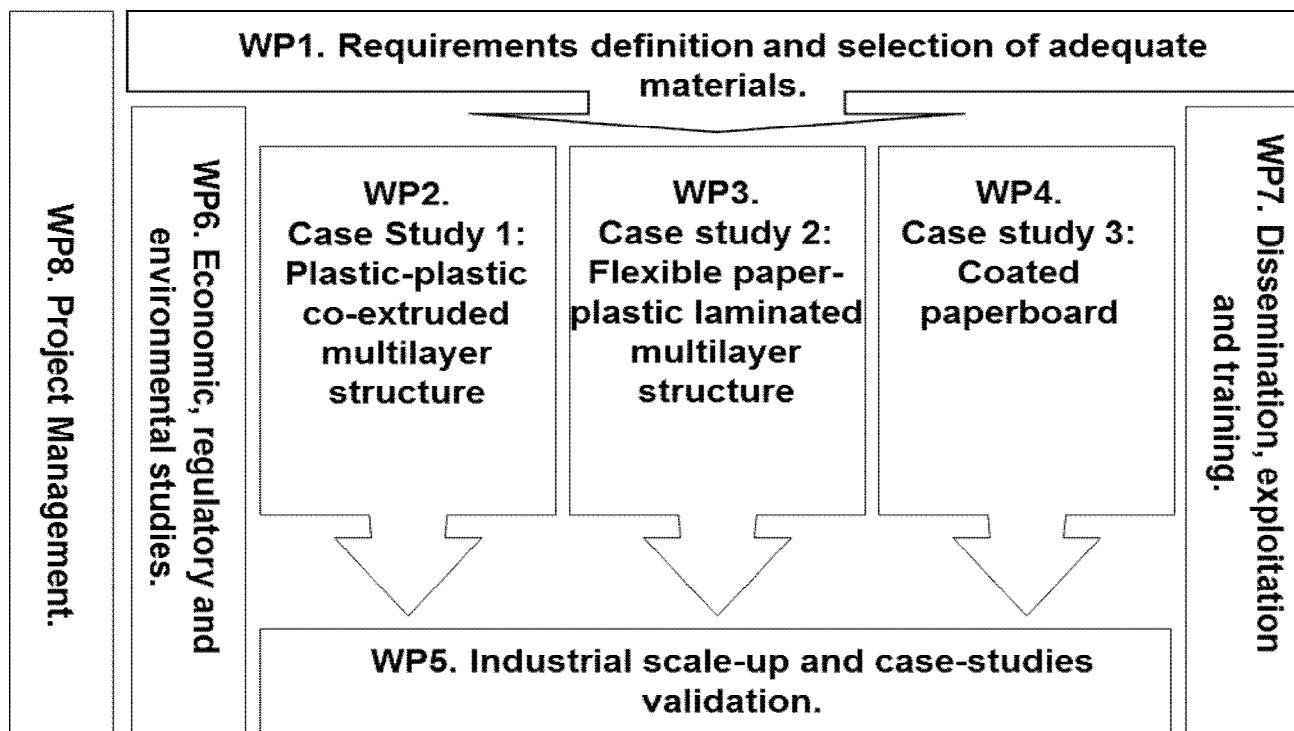 WP1. Requirements definition and selection of adequate
materials.
WP8. Project Management.
WP6. Economic, regulatory and
environmental studies.
WP2.
Case Study 1:
Plastic-plastic
co-extruded
multilayer
structure
WP3.
Case study 2:
Flexible paper-
plastic laminated
multilayer
structure
WP4.
Case study 3:
Coated
paperboard
WP7. Dissemination, exploitation
and training.
WP5. Industrial scale-up and case-studies
validation.